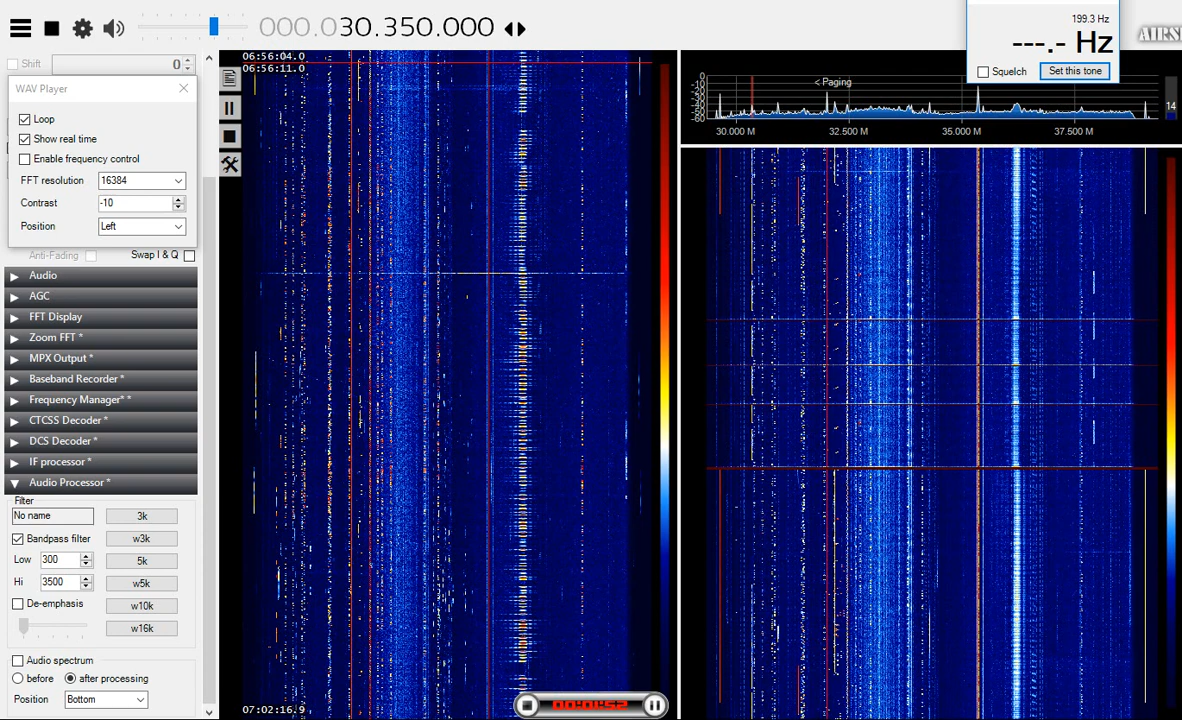 000.030.350.000
199.3 Hz
---.- Hz
Squelch
Set this tone
AIRS
Shift
0
WAV Player
Loop
Show real time
Enable frequency control
FFT resolution
16384
Contrast
-10
Position
Left
Anti-Fading
Swap I & Q
Audio
AGC
FFT Display
Zoom FFT *
MPX Output *
Baseband Recorder *
Frequency Manager* *
CTCSS Decoder *
DCS Decoder *
IF processor *
Audio Processor *
Filter
No name
3k
Bandpass filter
w3k
Low
300
5k
Hi
3500
w5k
De-emphasis
w10k
w16k
Audio spectrum
before
after processing
Position
Bottom
06:56:04.0
06:56:11.0
07:02:16.9
00:01:52
0
< Paging
14
30.000 M
32.500 M
35.000 M
37.500 M